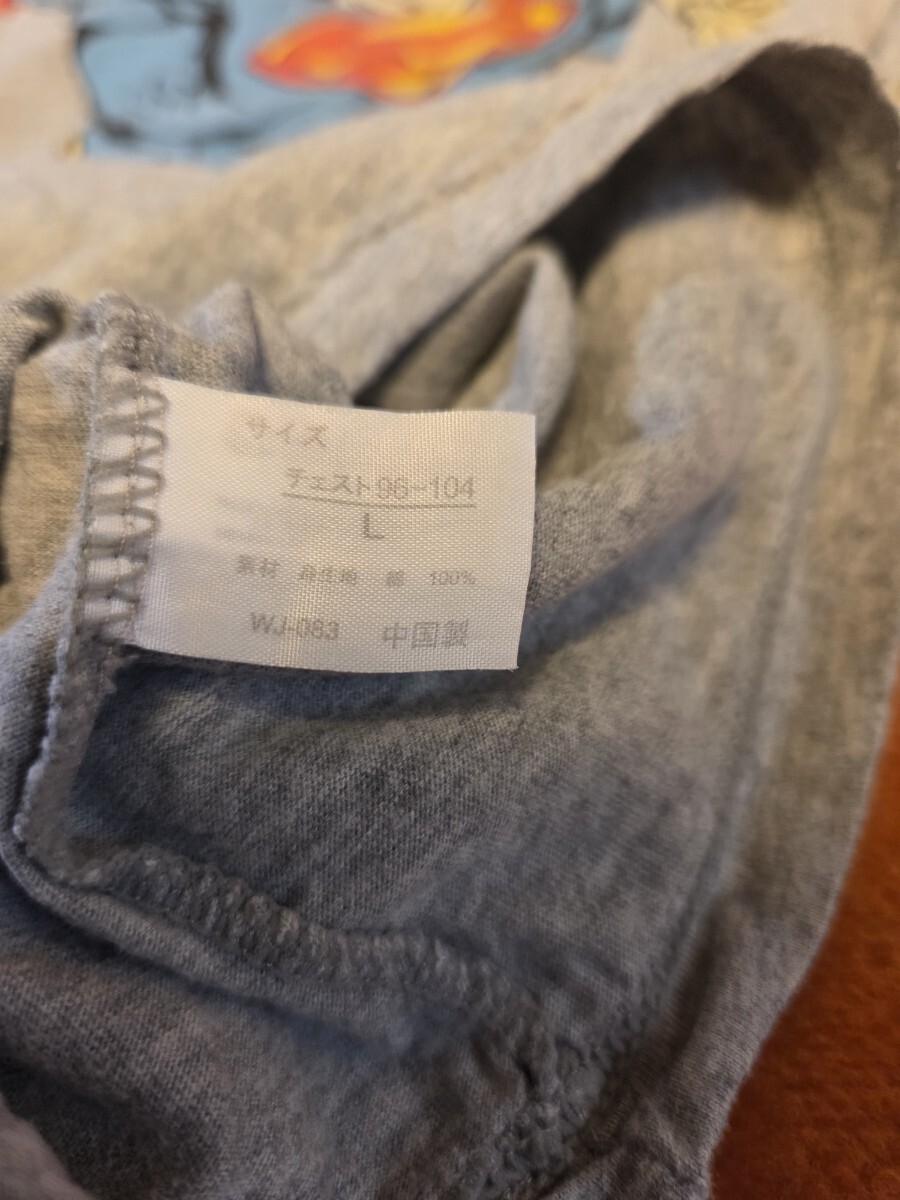 サイズ
チェスト96-104
L
素材 身生地 綿 100%
WJ-083 中国製